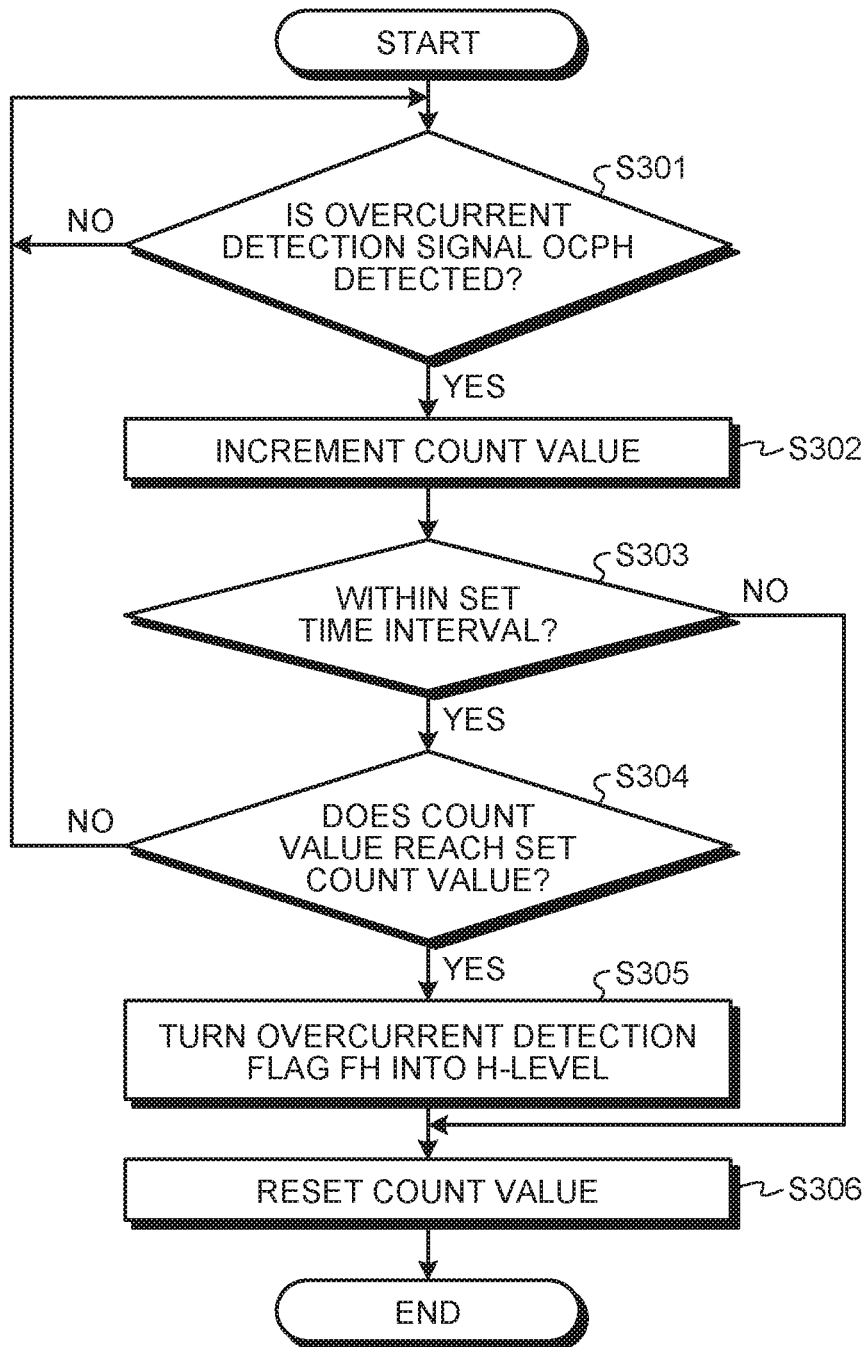 START
S301
NO
IS OVERCURRENT
DETECTION SIGNAL OCPH
DETECTED?
YES
INCREMENT COUNT VALUE
S302
S303
WITHIN SET
TIME INTERVAL?
NO
YES
S304
NO
DOES COUNT
VALUE REACH SET
COUNT VALUE?
YES
S305
TURN OVERCURRENT DETECTION
FLAG FH INTO H-LEVEL
RESET COUNT VALUE
S306
END